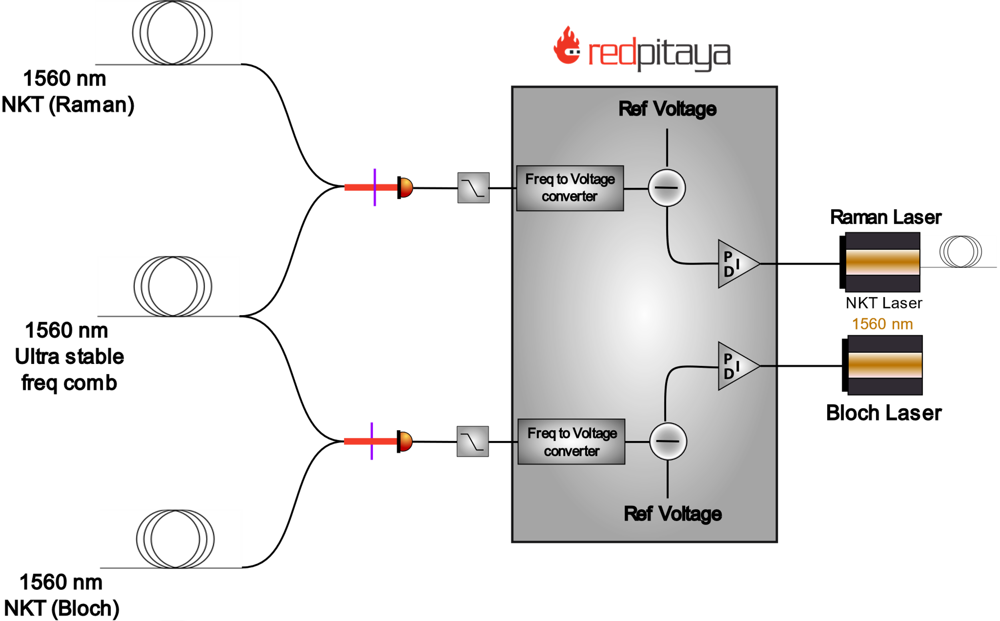 redpitaya
1560 nm
NKT (Raman)
Ref Voltage
Freq to Voltage
converter
P
I
D
Raman Laser
NKT Laser
1560 nm
1560 nm
Ultra stable
freq comb
P
I
D
Bloch Laser
Freq to Voltage
converter
Ref Voltage
1560 nm
NKT (Bloch)